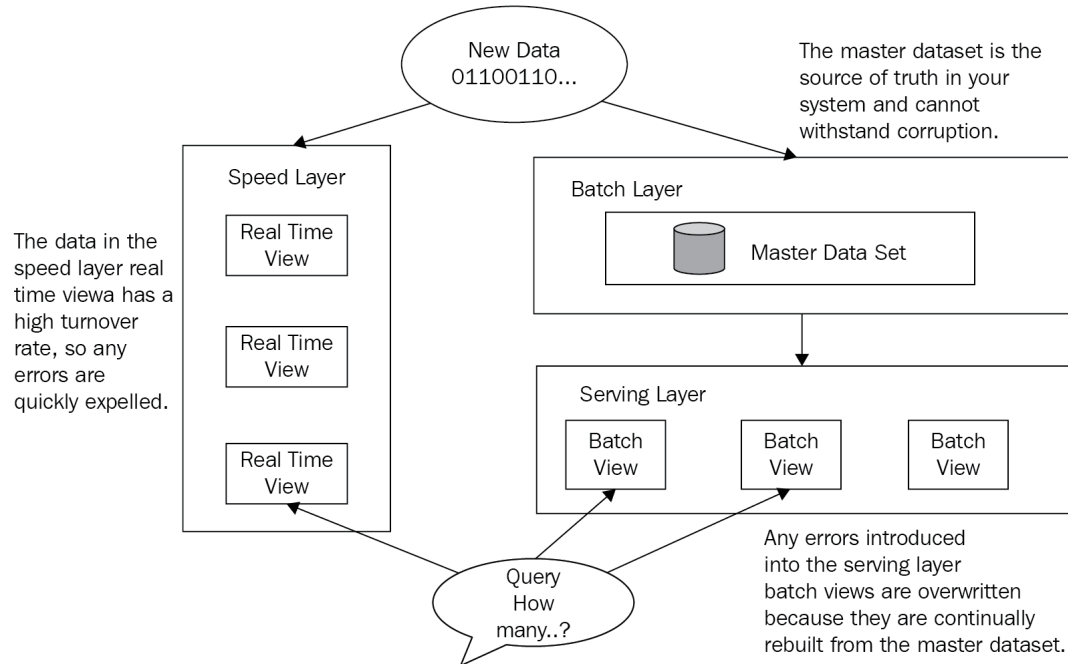 New Data
01100110...
The master dataset is the
source of truth in your
system and cannot
withstand corruption.
Speed Layer
Real Time
View
Real Time
View
Real Time
View
The data in the
speed layer real
time viewa has a
high turnover
rate, so any
errors are
quickly expelled.
Batch Layer
Master Data Set
Serving Layer
Batch
View
Batch
View
Batch
View
Query
How
many..?
Any errors introduced
into the serving layer
batch views are overwritten
because they are continually
rebuilt from the master dataset.